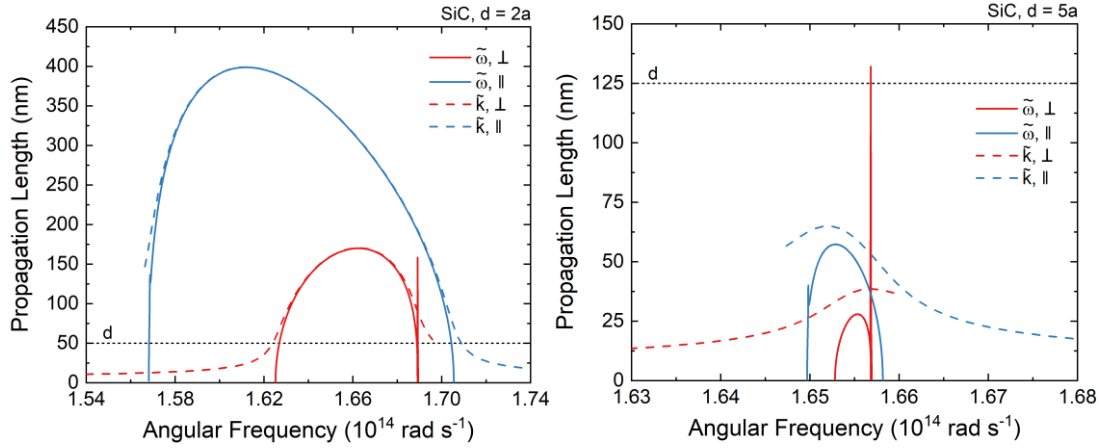 SiC, d = 2a
450
400
350
300
250
200
150
100
50
0
Propagation Length (nm)
ω̃, ⊥
ω̃, ∥
k̃, ⊥
k̃, ∥
d
1.54 1.58 1.62 1.66 1.70 1.74
Angular Frequency (10¹⁴ rad s⁻¹)
SiC, d = 5a
150
125
100
75
50
25
0
Propagation Length (nm)
d
ω̃, ⊥
ω̃, ∥
k̃, ⊥
k̃, ∥
1.63 1.64 1.65 1.66 1.67 1.68
Angular Frequency (10¹⁴ rad s⁻¹)